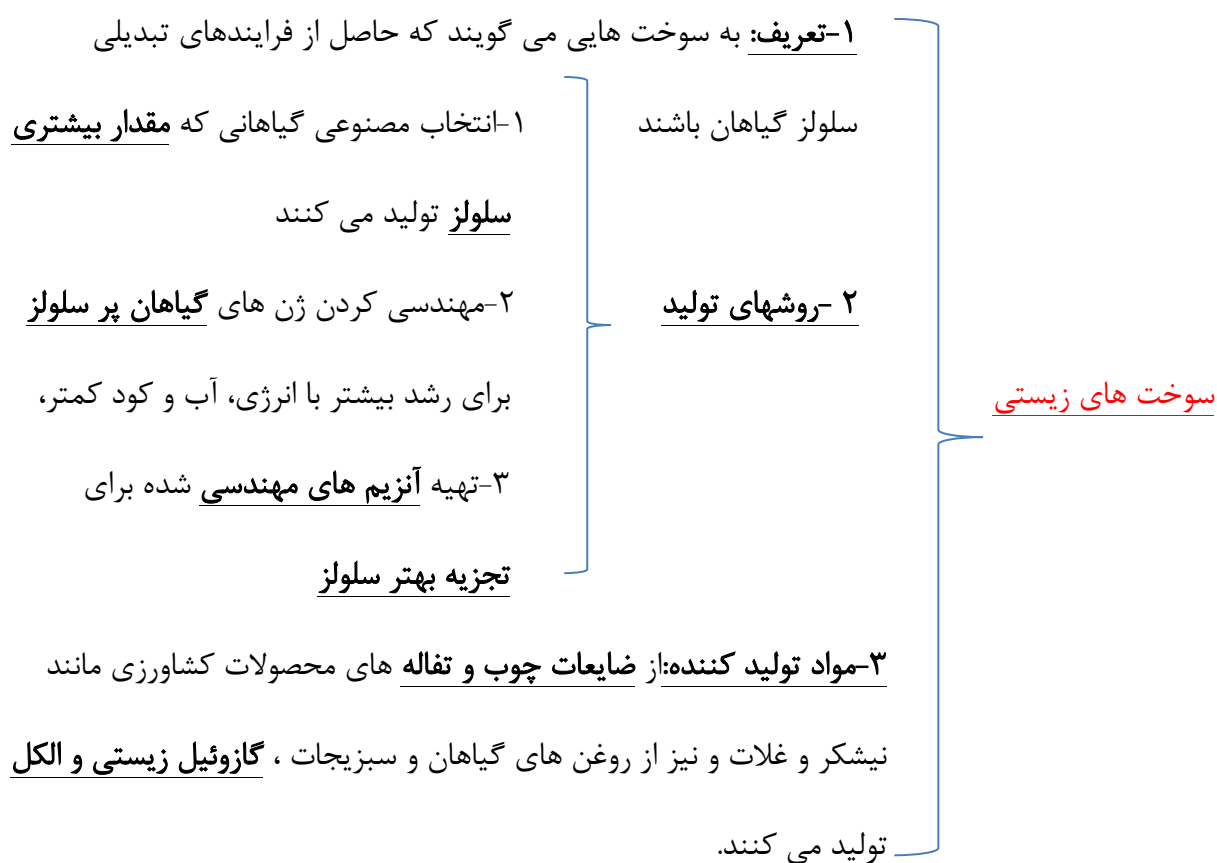 ۱-تعریف: به سوخت هایی می گویند که حاصل از فرایندهای تبدیلی
سلولز گیاهان باشند
۲ -روشهای تولید
۱-انتخاب مصنوعی گیاهانی که مقدار بیشتری
سلولز تولید می کنند
۲-مهندسی کردن ژن های گیاهان پر سلولز
برای رشد بیشتر با انرژی، آب و کود کمتر،
۳-تهیه آنزیم های مهندسی شده برای
تجزیه بهتر سلولز
سوخت های زیستی
۳-مواد تولید کننده:از ضایعات چوب و تفاله های محصولات کشاورزی مانند
نیشکر و غلات و نیز از روغن های گیاهان و سبزیجات ، گازوئیل زیستی و الکل
تولید می کنند.